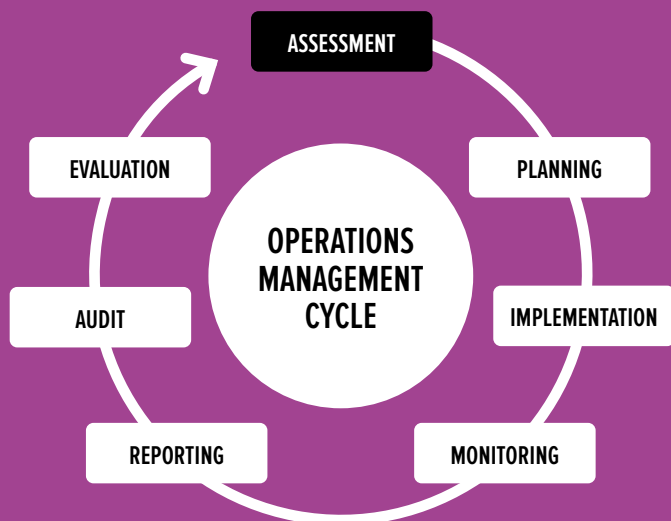 ASSESSMENT
PLANNING
IMPLEMENTATION
MONITORING
REPORTING
AUDIT
EVALUATION
OPERATIONS
MANAGEMENT
CYCLE